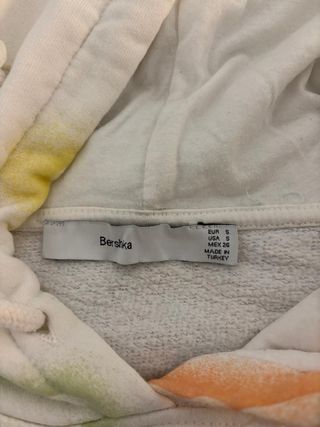 Bershka
EUR S
USA S
MEX 26
MADE IN
TURKEY